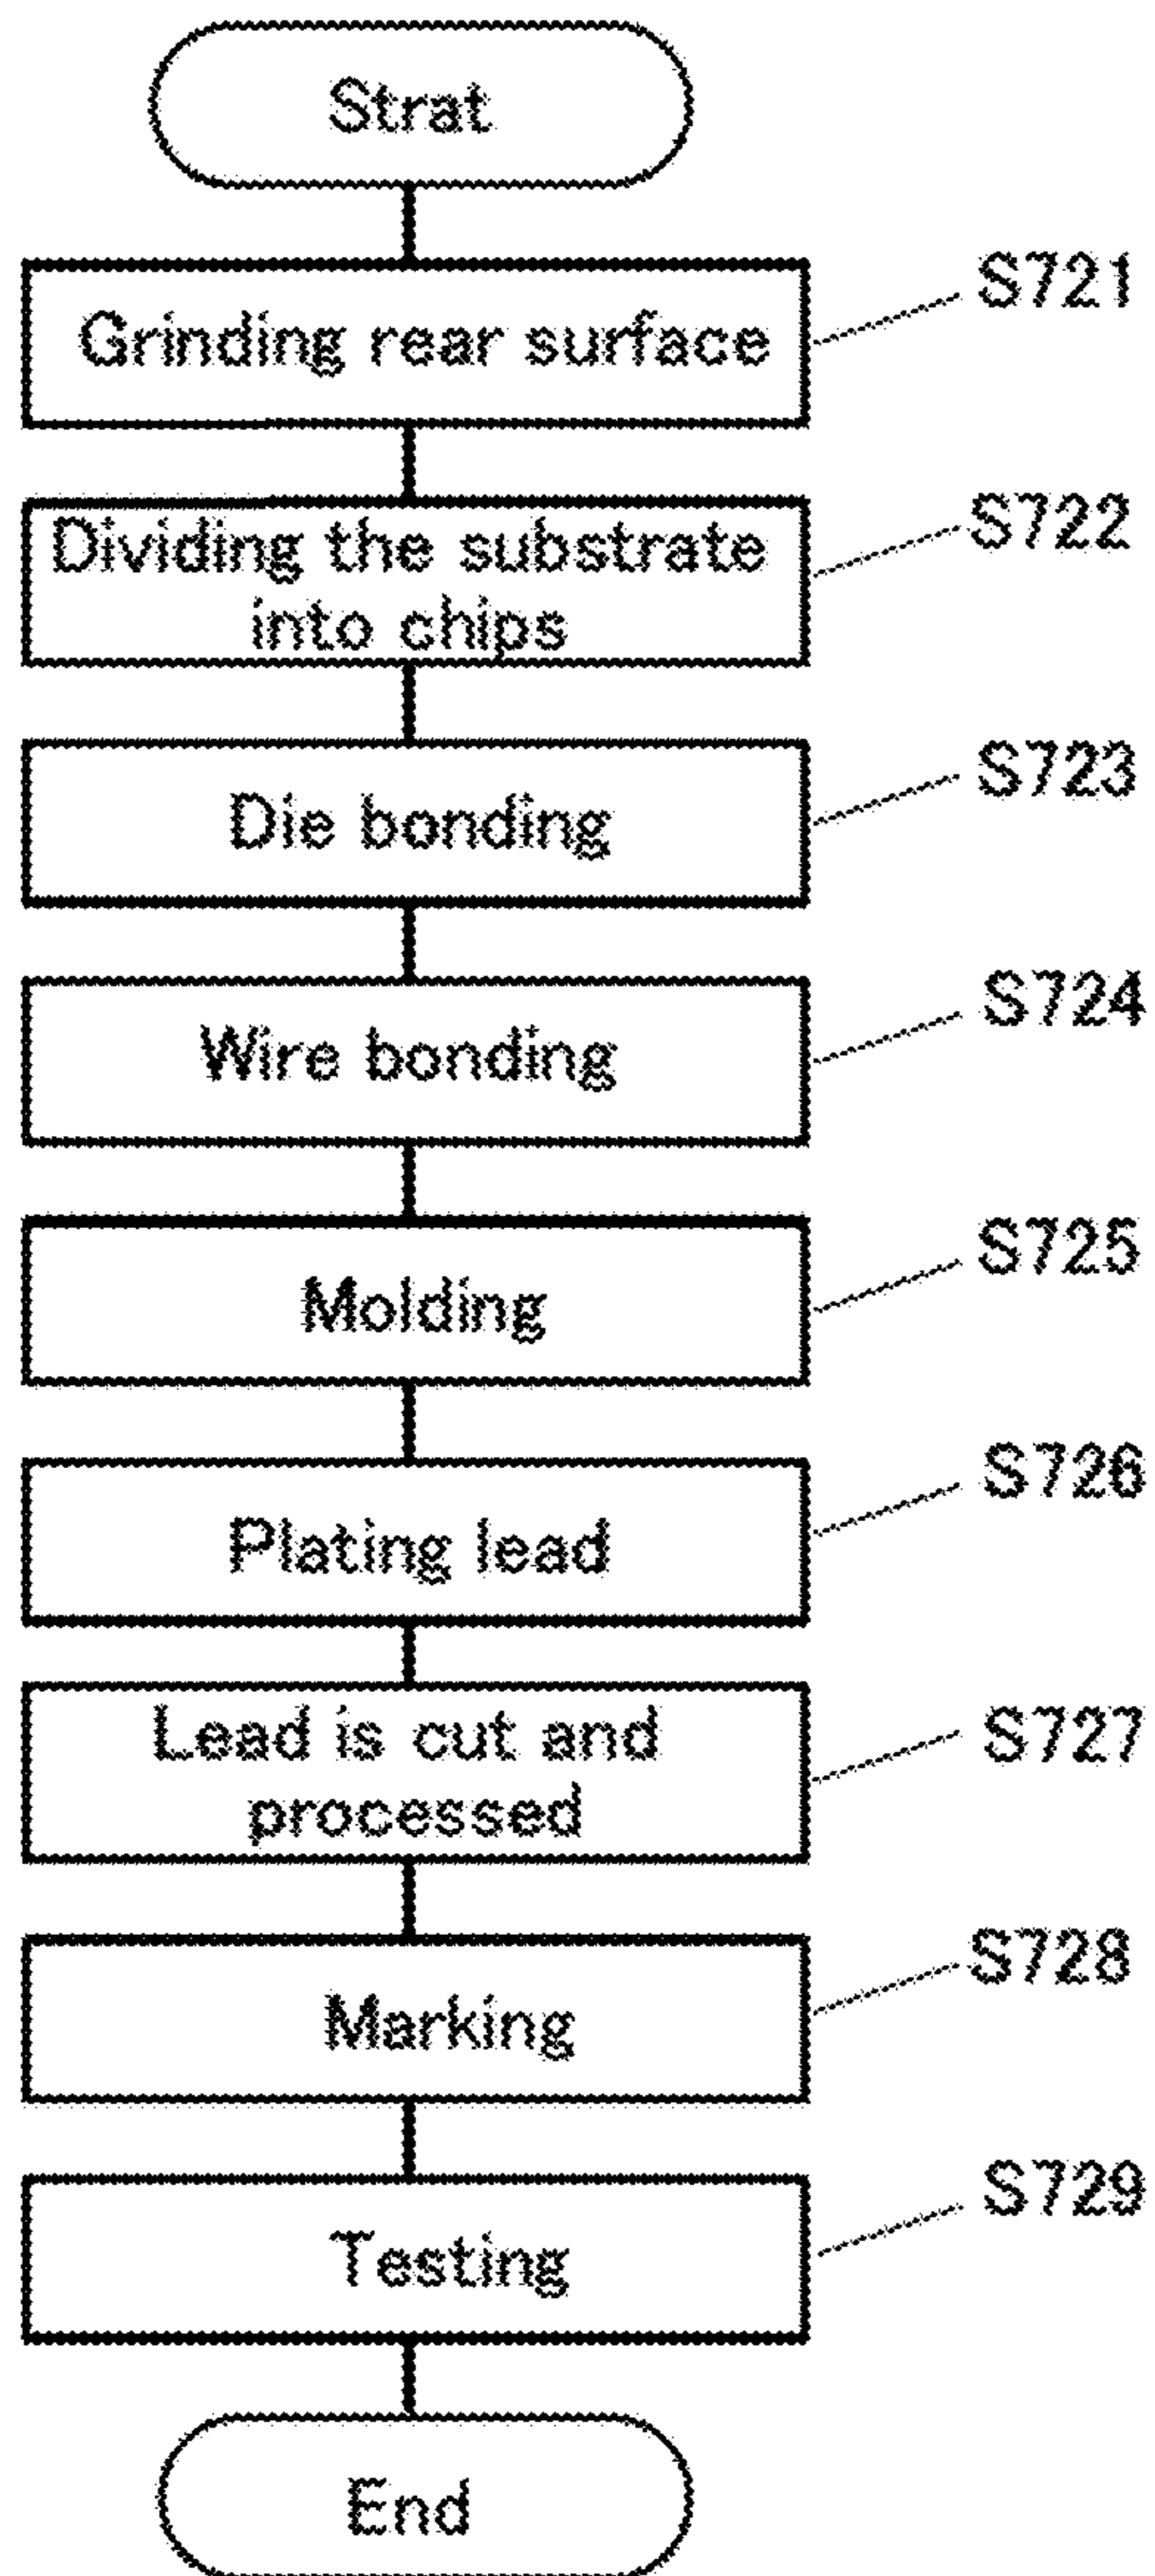 Strat
Grinding rear surface
S721
Dividing the substrate
into chips
S722
Die bonding
S723
Wire bonding
S724
Molding
S725
Plating lead
S726
Lead is cut and
processed
S727
Marking
S728
Testing
S729
End